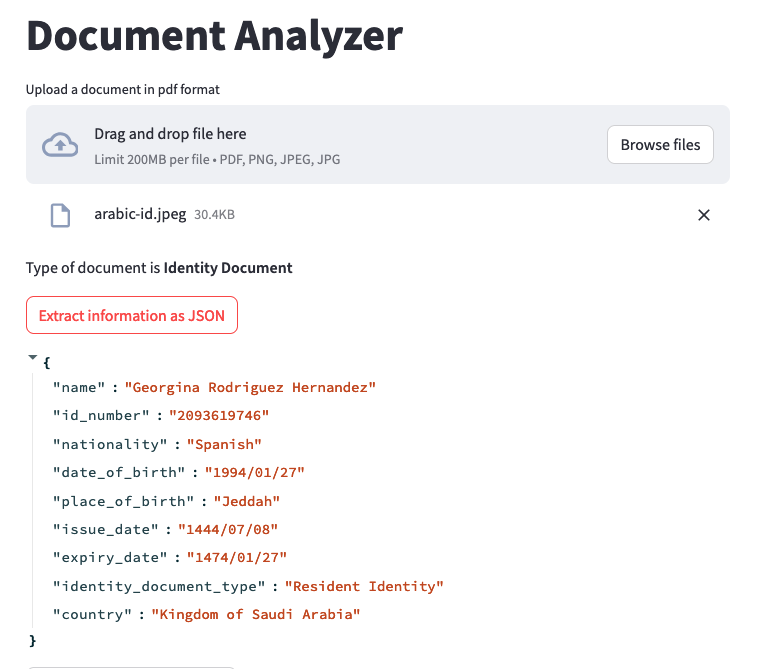 Document Analyzer
Upload a document in pdf format
Drag and drop file here
Limit 200MB per file • PDF, PNG, JPEG, JPG
Browse files
arabic-id.jpeg 30.4KB
Type of document is Identity Document
Extract information as JSON
{
"name" : "Georgina Rodriguez Hernandez"
"id_number" : "2093619746"
"nationality" : "Spanish"
"date_of_birth" : "1994/01/27"
"place_of_birth" : "Jeddah"
"issue_date" : "1444/07/08"
"expiry_date" : "1474/01/27"
"identity_document_type" : "Resident Identity"
"country" : "Kingdom of Saudi Arabia"
}